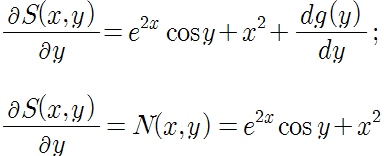 ∂S(x,y)/∂y = e^{2x} cos y + x^2 + dg(y)/dy ;
∂S(x,y)/∂y = N(x,y) = e^{2x} cos y + x^2